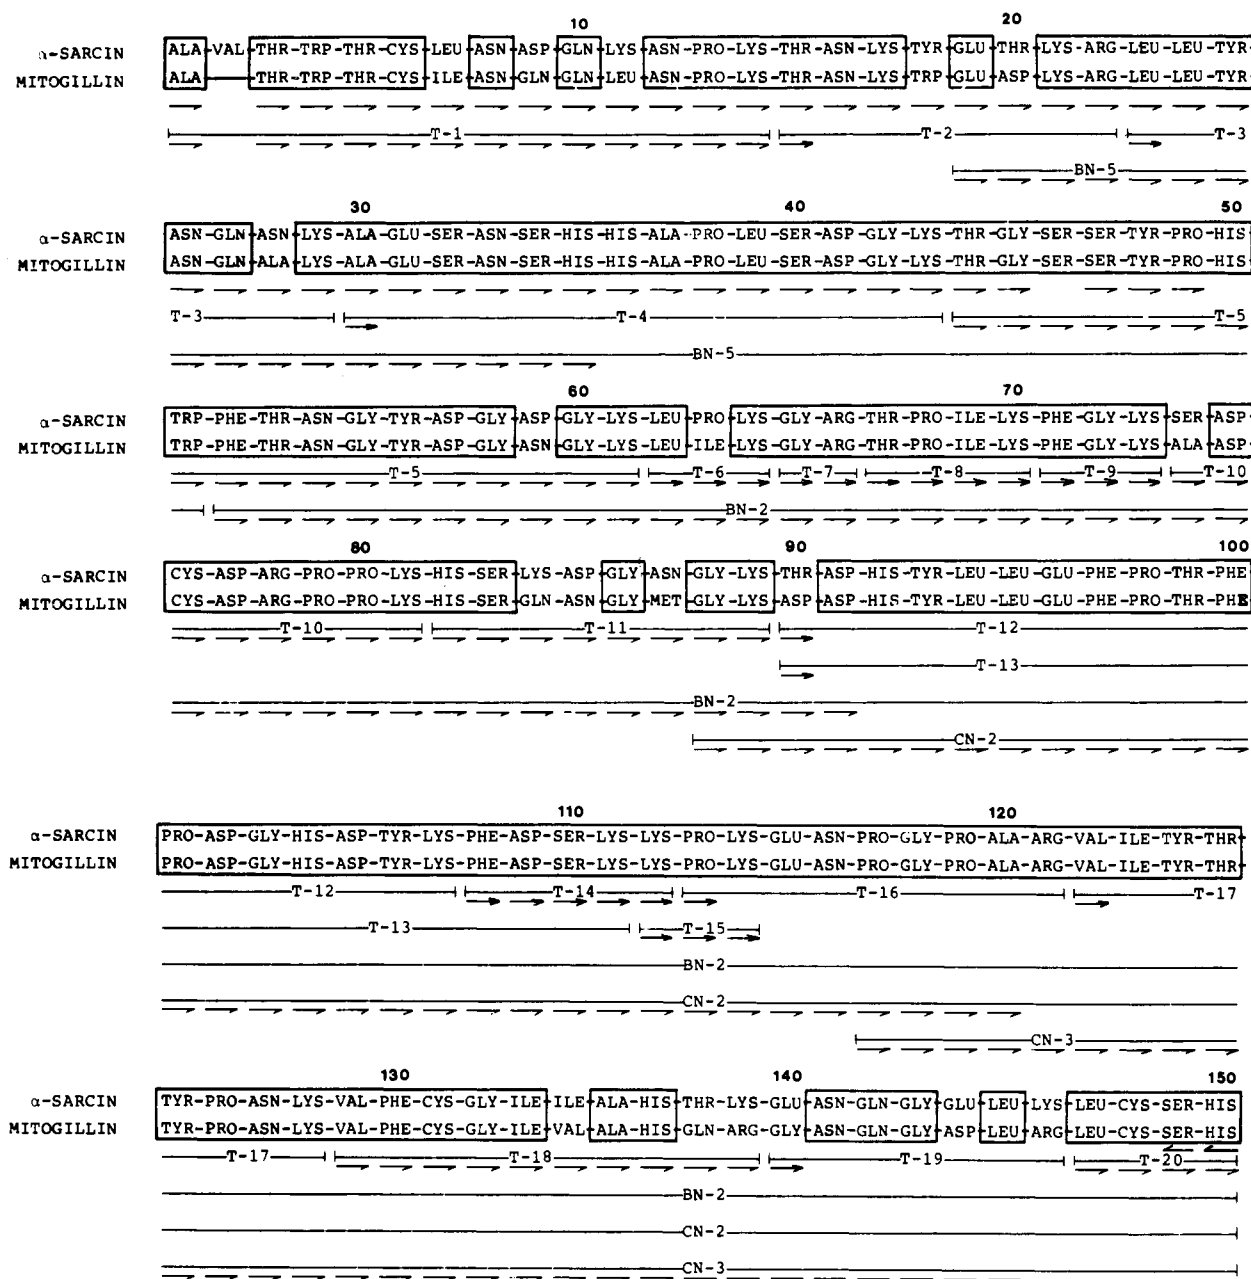 10 20
α-SARCIN ALA-VAL-THR-TRP-THR-CYS-LEU-ASN-ASP-GLN-LYS-ASN-PRO-LYS-THR-ASN-LYS-TYR-GLU-THR-LYS-ARG-LEU-LEU-TYR-
MITOGILLIN ALA THR-TRP-THR-CYS-ILE-ASN-GLN-GLN-LEU-ASN-PRO-LYS-THR-ASN-LYS-TRP-GLU-ASP-LYS-ARG-LEU-LEU-TYR-
T-1 T-2 T-3
BN-5
30 40 50
α-SARCIN ASN-GLN-ASN-LYS-ALA-GLU-SER-ASN-SER-HIS-HIS-ALA-PRO-LEU-SER-ASP-GLY-LYS-THR-GLY-SER-SER-TYR-PRO-HIS-
MITOGILLIN ASN-GLN-ALA-LYS-ALA-GLU-SER-ASN-SER-HIS-HIS-ALA-PRO-LEU-SER-ASP-GLY-LYS-THR-GLY-SER-SER-TYR-PRO-HIS-
T-3 T-4 T-5
BN-5
60 70
α-SARCIN TRP-PHE-THR-ASN-GLY-TYR-ASP-GLY-ASP-GLY-LYS-LEU-PRO-LYS-GLY-ARG-THR-PRO-ILE-LYS-PHE-GLY-LYS-SER-ASP-
MITOGILLIN TRP-PHE-THR-ASN-GLY-TYR-ASP-GLY-ASN-GLY-LYS-LEU-ILE-LYS-GLY-ARG-THR-PRO-ILE-LYS-PHE-GLY-LYS-ALA-ASP-
T-5 T-6 T-7 T-8 T-9 T-10
BN-2
80 90 100
α-SARCIN CYS-ASP-ARG-PRO-PRO-LYS-HIS-SER-LYS-ASP-GLY-ASN-GLY-LYS-THR-ASP-HIS-TYR-LEU-LEU-GLU-PHE-PRO-THR-PHE-
MITOGILLIN CYS-ASP-ARG-PRO-PRO-LYS-HIS-SER-GLN-ASN-GLY-MET-GLY-LYS-ASP-ASP-HIS-TYR-LEU-LEU-GLU-PHE-PRO-THR-PHE-
T-10 T-11 T-12
T-13
BN-2
CN-2
110 120
α-SARCIN PRO-ASP-GLY-HIS-ASP-TYR-LYS-PHE-ASP-SER-LYS-LYS-PRO-LYS-GLU-ASN-PRO-GLY-PRO-ALA-ARG-VAL-ILE-TYR-THR-
MITOGILLIN PRO-ASP-GLY-HIS-ASP-TYR-LYS-PHE-ASP-SER-LYS-LYS-PRO-LYS-GLU-ASN-PRO-GLY-PRO-ALA-ARG-VAL-ILE-TYR-THR-
T-12 T-14 T-16 T-17
T-13 T-15
BN-2
CN-2
CN-3
130 140 150
α-SARCIN TYR-PRO-ASN-LYS-VAL-PHE-CYS-GLY-ILE-ILE-ALA-HIS-THR-LYS-GLU-ASN-GLN-GLY-GLU-LEU-LYS-LEU-CYS-SER-HIS
MITOGILLIN TYR-PRO-ASN-LYS-VAL-PHE-CYS-GLY-ILE-VAL-ALA-HIS-GLN-ARG-GLY-ASN-GLN-GLY-ASP-LEU-ARG-LEU-CYS-SER-HIS
T-17 T-18 T-19 T-20
BN-2
CN-2
CN-3